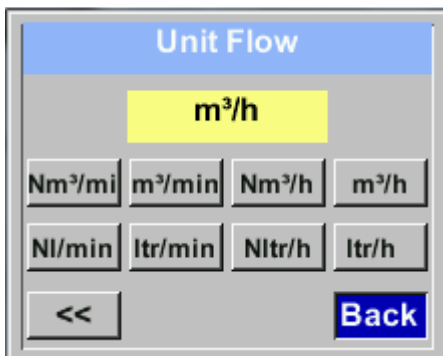 Unit Flow
m³/h
Nm³/mi m³/min Nm³/h m³/h
Nl/min ltr/min Nltr/h ltr/h
<< Back